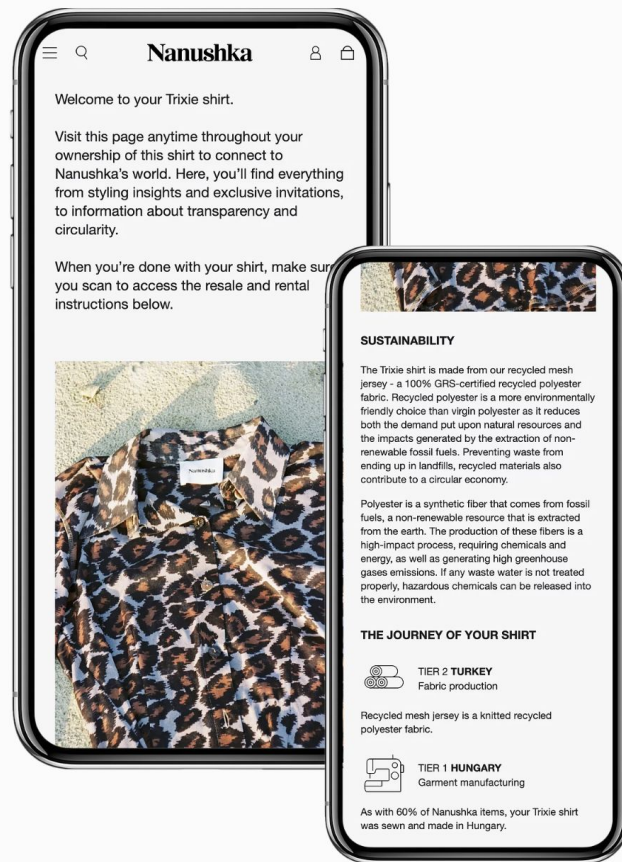 Nanushka
Welcome to your Trixie shirt.
Visit this page anytime throughout your
ownership of this shirt to connect to
Nanushka's world. Here, you'll find everything
from styling insights and exclusive invitations,
to information about transparency and
circularity.
When you're done with your shirt, make sure
you scan to access the resale and rental
instructions below.
Nanushka
SUSTAINABILITY
The Trixie shirt is made from our recycled mesh
jersey - a 100% GRS-certified recycled polyester
fabric. Recycled polyester is a more environmentally
friendly choice than virgin polyester as it reduces
both the demand put upon natural resources and
the impacts generated by the extraction of non-
renewable fossil fuels. Preventing waste from
ending up in landfills, recycled materials also
contribute to a circular economy.
Polyester is a synthetic fiber that comes from fossil
fuels, a non-renewable resource that is extracted
from the earth. The production of these fibers is a
high-impact process, requiring chemicals and
energy, as well as generating high greenhouse
gases emissions. If any waste water is not treated
properly, hazardous chemicals can be released into
the environment.
THE JOURNEY OF YOUR SHIRT
TIER 2 TURKEY
Fabric production
Recycled mesh jersey is a knitted recycled
polyester fabric.
TIER 1 HUNGARY
Garment manufacturing
As with 60% of Nanushka items, your Trixie shirt
was sewn and made in Hungary.